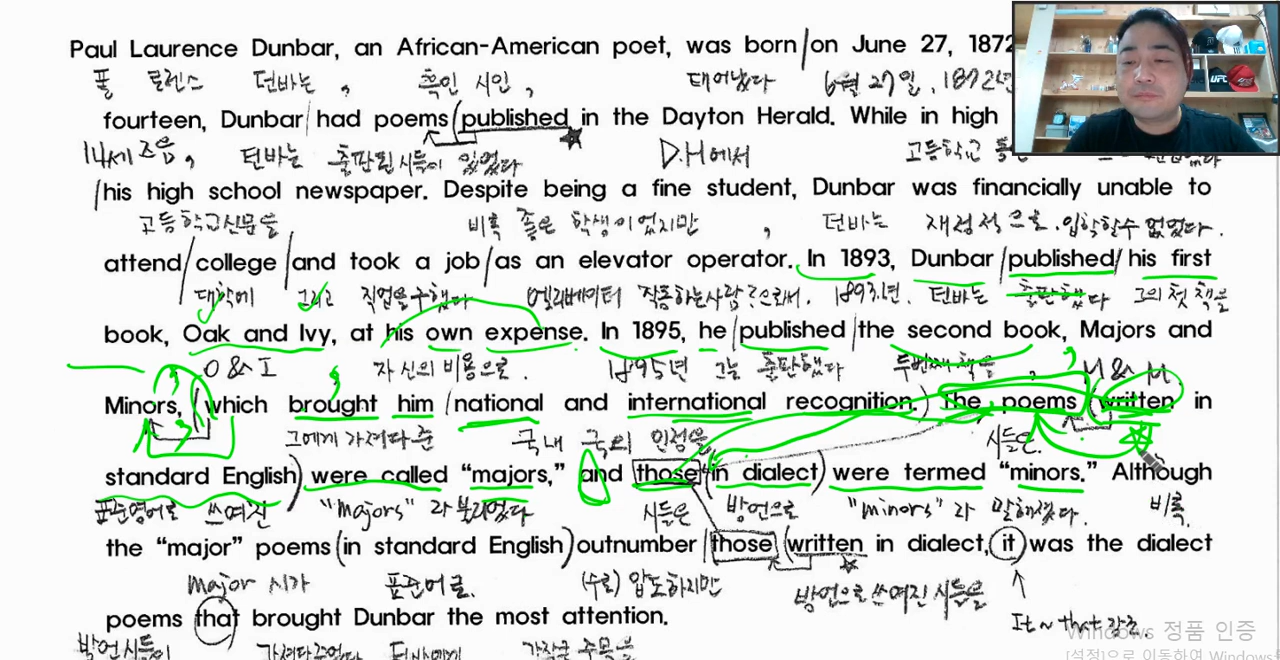 Paul Laurence Dunbar, an African-American poet, was born on June 27, 1872
폴 로렌스 던바는, 흑인 시인, 태어났다 6월 27일, 1872년
fourteen, Dunbar had poems published in the Dayton Herald. While in high
14세 즈음, 던바는 출판된 시들이 있었다 D.H에서 고등학교
his high school newspaper. Despite being a fine student, Dunbar was financially unable to
고등학교신문을 비록 좋은 학생이었지만, 던바는 재정적으로 입학할수 없었다.
attend college and took a job as an elevator operator. In 1893, Dunbar published his first
대학에 그리고 직업을구했다 엘리베이터 작동하는사람으로서. 1893년, 던바는 출판했다 그의 첫 책을
book, Oak and Ivy, at his own expense. In 1895, he published the second book, Majors and
O & I 자신의 비용으로. 1895년 그는 출판했다 두번째 책을, M & M.
Minors, which brought him national and international recognition. The poems written in
그에게 가져다준 국내 국외 인정을 시들은.
standard English were called “majors,” and those in dialect were termed “minors.” Although
표준영어로 쓰여진 "majors"라 불리었다 시들은 방언으로 "minors"라 말해졌다. 비록
the “major” poems in standard English outnumber those written in dialect, it was the dialect
major 시가 표준어로. (수로) 압도하지만 방언으로 쓰여진 시들을
poems that brought Dunbar the most attention.
It ~ that 강조.
방언시들이 가져다주었다 던바에게 가장큰 주목을
Windows 정품 인증
[설정]으로 이동하여 Windows
UFC